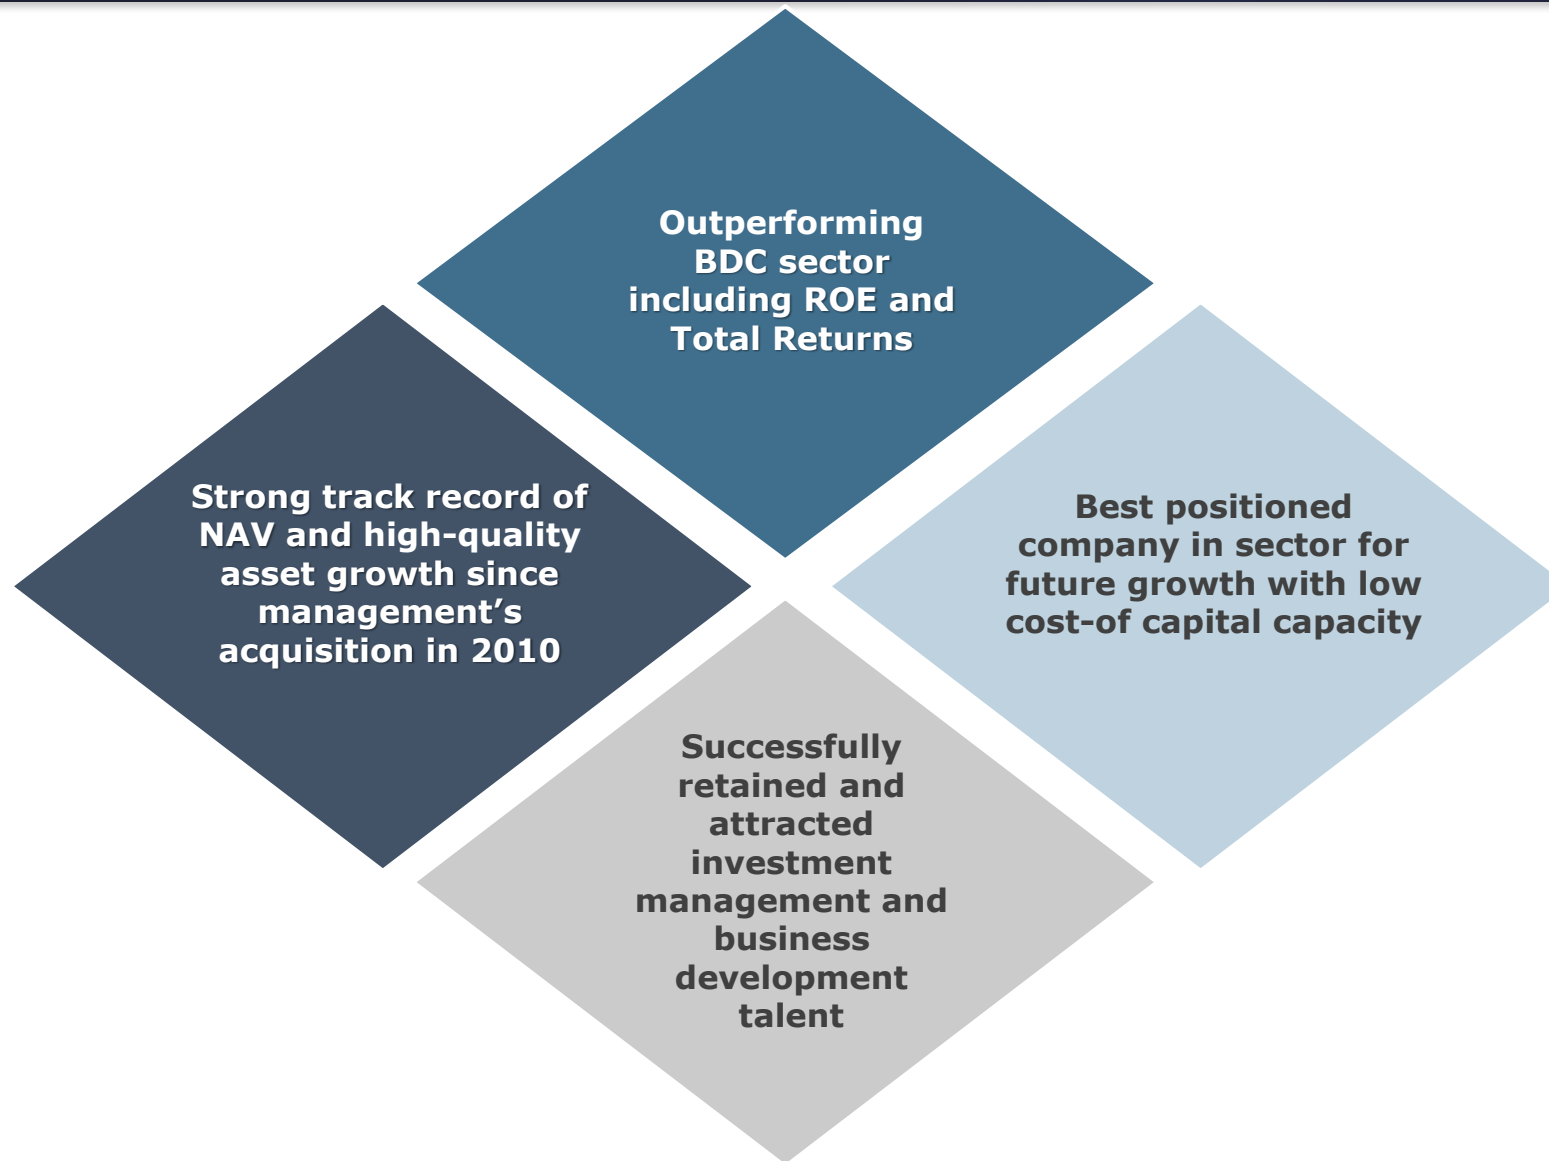 Outperforming
BDC sector
including ROE and
Total Returns
Strong track record of
NAV and high-quality
asset growth since
management’s
acquisition in 2010
Best positioned
company in sector for
future growth with low
cost-of capital capacity
Successfully
retained and
attracted
investment
management and
business
development
talent